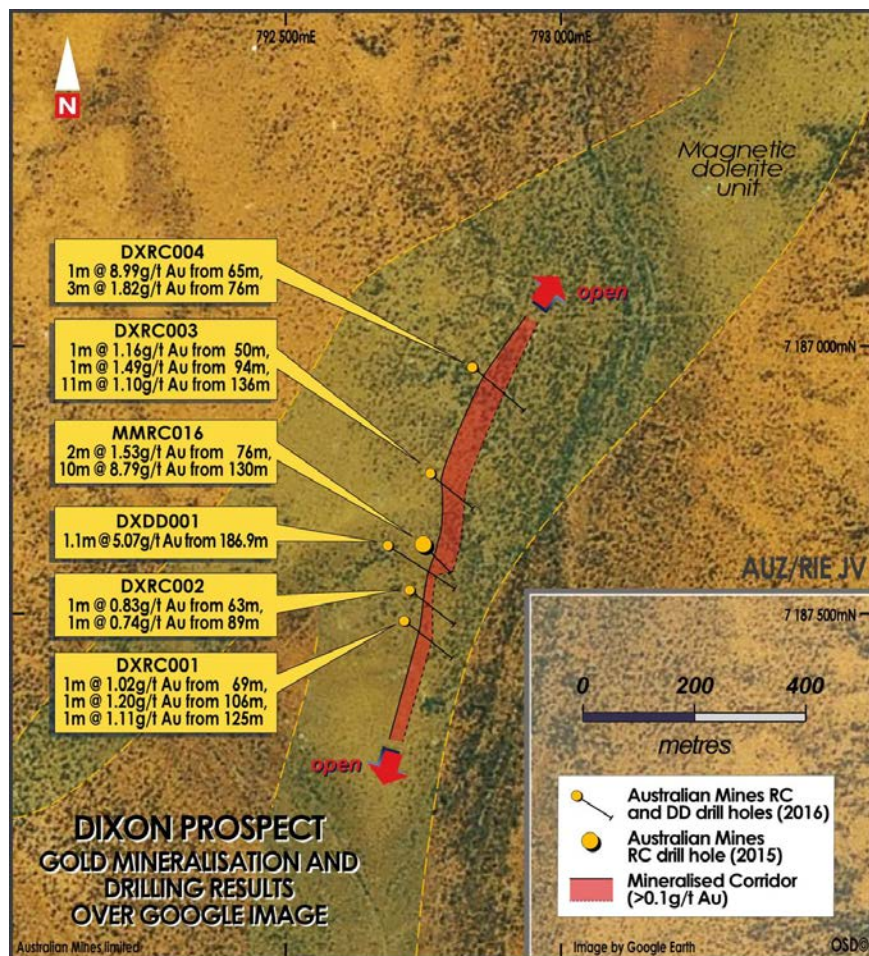 792 500mE
793 000mE
N
Magnetic
dolerite
unit
DXRC004
1m @ 8.99g/t Au from 65m,
3m @ 1.82g/t Au from 76m
open
7 187 000mN
DXRC003
1m @ 1.16g/t Au from 50m,
1m @ 1.49g/t Au from 94m,
11m @ 1.10g/t Au from 136m
MMRC016
2m @ 1.53g/t Au from 76m,
10m @ 8.79g/t Au from 130m
DXDD001
1.1m @5.07g/t Au from 186.9m
AUZ/RIE JV
DXRC002
1m @ 0.83g/t Au from 63m,
1m @ 0.74g/t Au from 89m
7 187 500mN
DXRC001
1m @ 1.02g/t Au from 69m,
1m @ 1.20g/t Au from 106m,
1m @ 1.11g/t Au from 125m
0 200 400
metres
open
Australian Mines RC
and DD drill holes (2016)
Australian Mines
RC drill hole (2015)
Mineralised Corridor
(>0.1g/t Au)
DIXON PROSPECT
GOLD MINERALISATION AND
DRILLING RESULTS
OVER GOOGLE IMAGE
Australian Mines limited
Image by Google Earth
OSD©